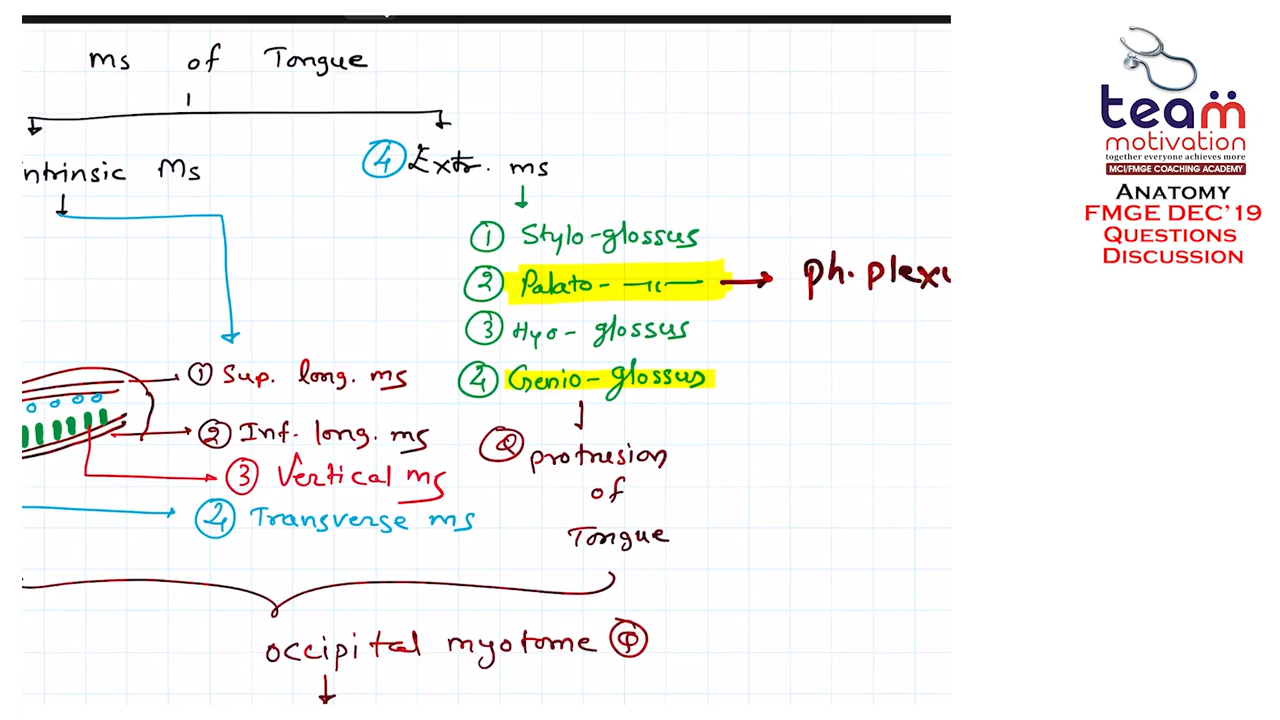 ms of Tongue
ntrinsic Ms
④ Extr. ms
① Stylo-glossus
② Palato- —〃— → ph. plexu
③ Hyo-glossus
④ Genio-glossus
① Sup. long. ms
② Inf. long. ms
③ Vertical ms
④ Transverse ms
Q protrusion
of
Tongue
occipital myotome Q
team
motivation
together everyone achieves more
MCI/FMGE COACHING ACADEMY
ANATOMY
FMGE DEC'19
QUESTIONS
DISCUSSION